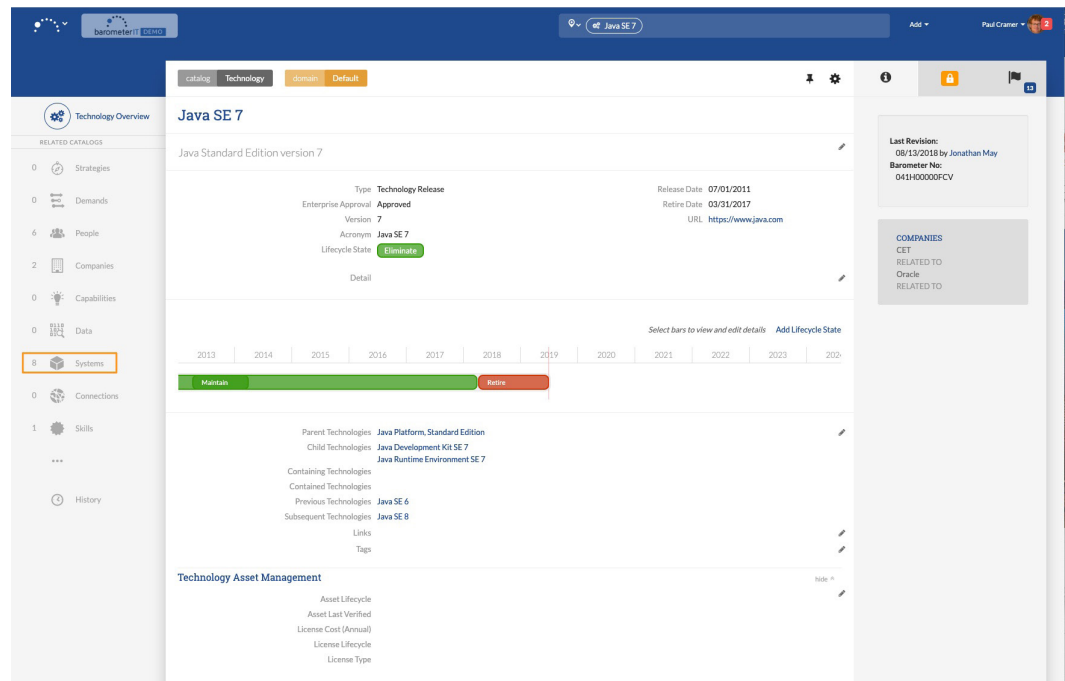 barometerIT DEMO
Java SE 7
Add
Paul Cramer
2
catalog Technology
domain Default
13
Technology Overview
RELATED CATALOGS
0 Strategies
0 Demands
6 People
2 Companies
0 Capabilities
0 Data
8 Systems
0 Connections
1 Skills
...
History
Java SE 7
Java Standard Edition version 7
Type Technology Release
Enterprise Approval Approved
Version 7
Acronym Java SE 7
Lifecycle State Eliminate
Detail
Release Date 07/01/2011
Retire Date 03/31/2017
URL https://www.java.com
Select bars to view and edit details Add Lifecycle State
2013 2014 2015 2016 2017 2018 2019 2020 2021 2022 2023 202
Maintain Retire
Parent Technologies Java Platform, Standard Edition
Child Technologies Java Development Kit SE 7
Java Runtime Environment SE 7
Containing Technologies
Contained Technologies
Previous Technologies Java SE 6
Subsequent Technologies Java SE 8
Links
Tags
Technology Asset Management hide ^
Asset Lifecycle
Asset Last Verified
License Cost (Annual)
License Lifecycle
License Type
Last Revision:
08/13/2018 by Jonathan May
Barometer No:
041H00000FCV
COMPANIES
CET
RELATED TO
Oracle
RELATED TO